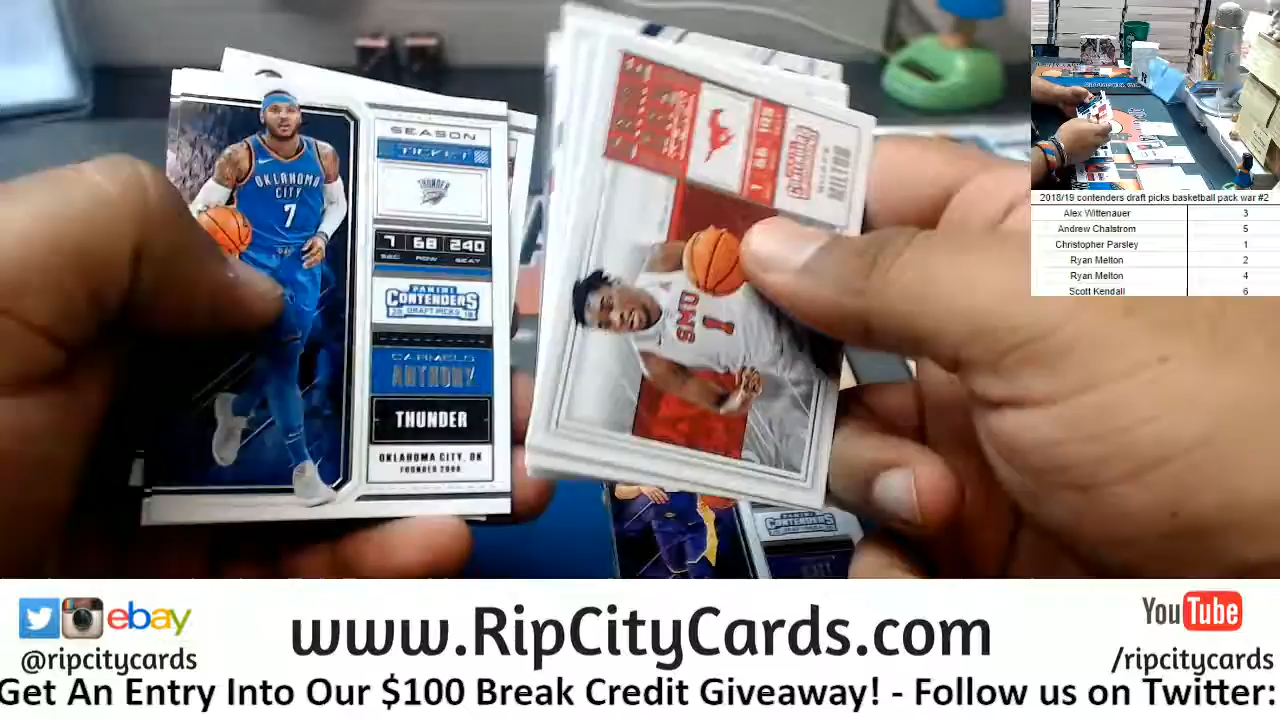 SEASON
TICKET
THUNDER
7 68 240
SEC ROW SEAT
PANINI
CONTENDERS
DRAFT PICKS
CARMELO
ANTHONY
THUNDER
OKLAHOMA CITY, OK
FOUNDED 2008
OKLAHOMA
CITY
7
SMU
1
PANINI
CONTENDERS
2018/19 contenders draft picks basketball pack war #2
Alex Wittenauer 3
Andrew Chalstrom 5
Christopher Parsley 1
Ryan Melton 2
Ryan Melton 4
Scott Kendall 6
ebay
@ripcitycards
www.RipCityCards.com
YouTube
/ripcitycards
Get An Entry Into Our $100 Break Credit Giveaway! - Follow us on Twitter: